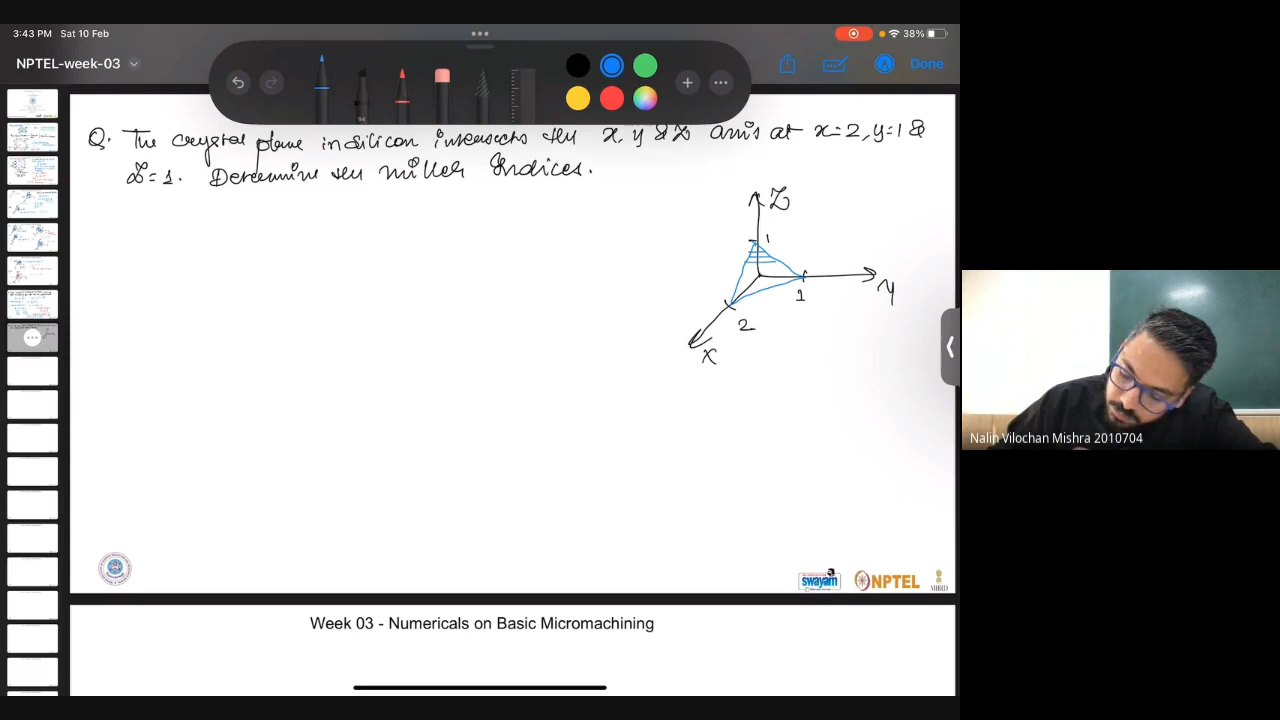 3:43 PM Sat 10 Feb
38%
NPTEL-week-03
Done
94
Q. The crystal plane in silicon intersects the x, y & z axis at x=2, y=1 &
z=1. Determine the miller Indices.
z
1
y
1
2
x
swayam NPTEL
MHRD
Week 03 - Numericals on Basic Micromachining
Nalin Vilochan Mishra 2010704